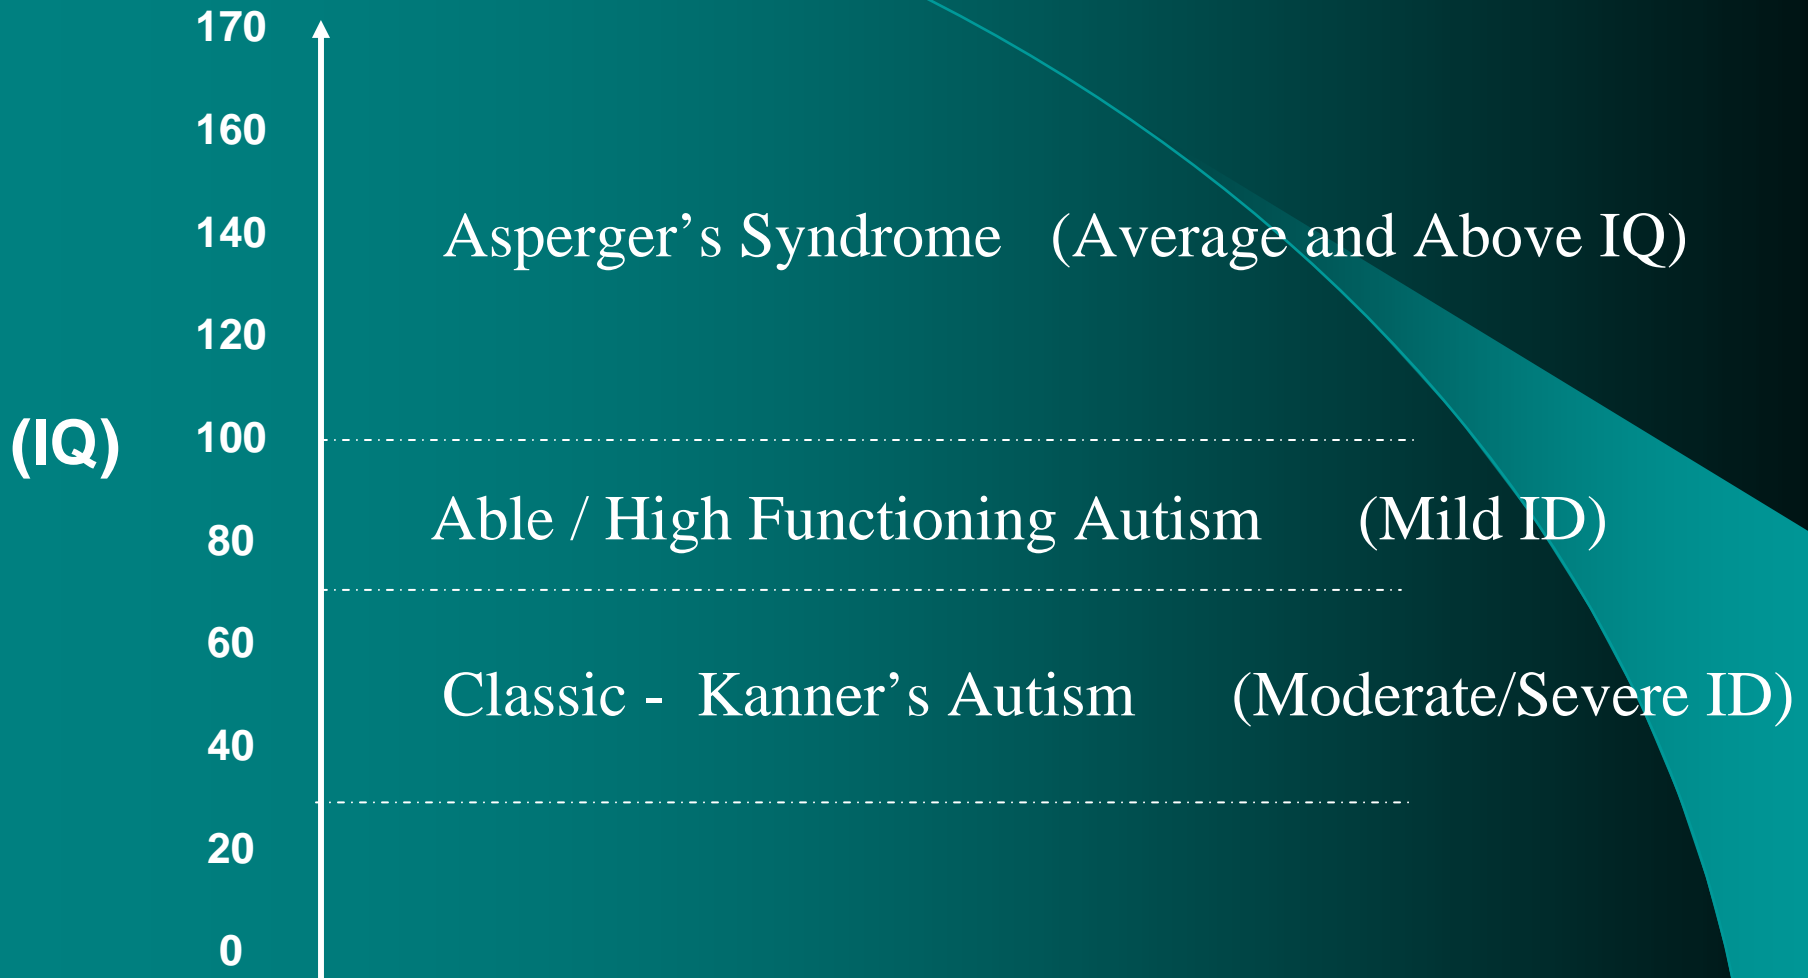 170
160
140 Asperger’s Syndrome (Average and Above IQ)
120
(IQ) 100
80 Able / High Functioning Autism (Mild ID)
60
Classic - Kanner’s Autism (Moderate/Severe ID)
40
20
0